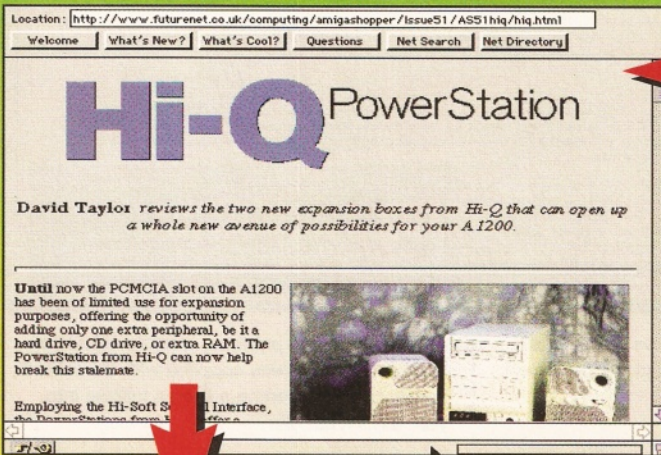 Location: http://www.futurenet.co.uk/computing/amigashopper/Issue51/AS51hiq/hiq.html
Welcome What's New? What's Cool? Questions Net Search Net Directory
Hi-Q PowerStation
David Taylor reviews the two new expansion boxes from Hi-Q that can open up
a whole new avenue of possibilities for your A1200.
Until now the PCMCIA slot on the A1200
has been of limited use for expansion
purposes, offering the opportunity of
adding only one extra peripheral, be it a
hard drive, CD drive, or extra RAM. The
PowerStation from Hi-Q can now help
break this stalemate.
Employing the Hi-Soft Interface,
the PowerStations from